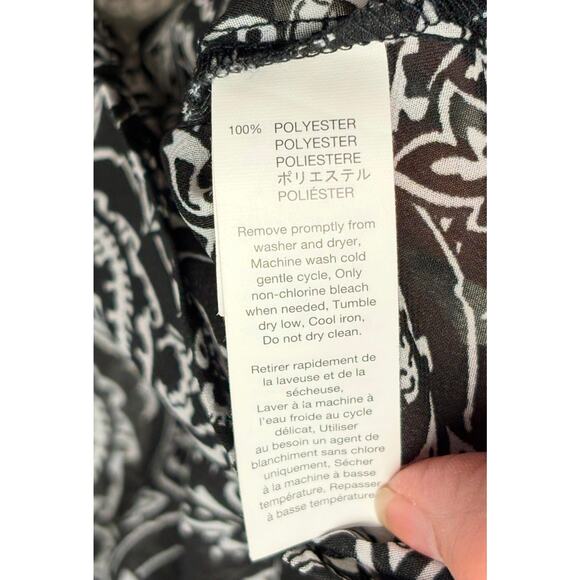 100% POLYESTER
POLYESTER
POLIESTERE
ポリエステル
POLIÉSTER
Remove promptly from
washer and dryer,
Machine wash cold
gentle cycle, Only
non-chlorine bleach
when needed, Tumble
dry low, Cool iron,
Do not dry clean.
Retirer rapidement de
la laveuse et de la
sécheuse,
Laver à la machine à
l'eau froide au cycle
délicat, Utiliser
au besoin un agent de
blanchiment sans chlore
uniquement, Sécher
à la machine à basse
température, Repasser
à basse température.